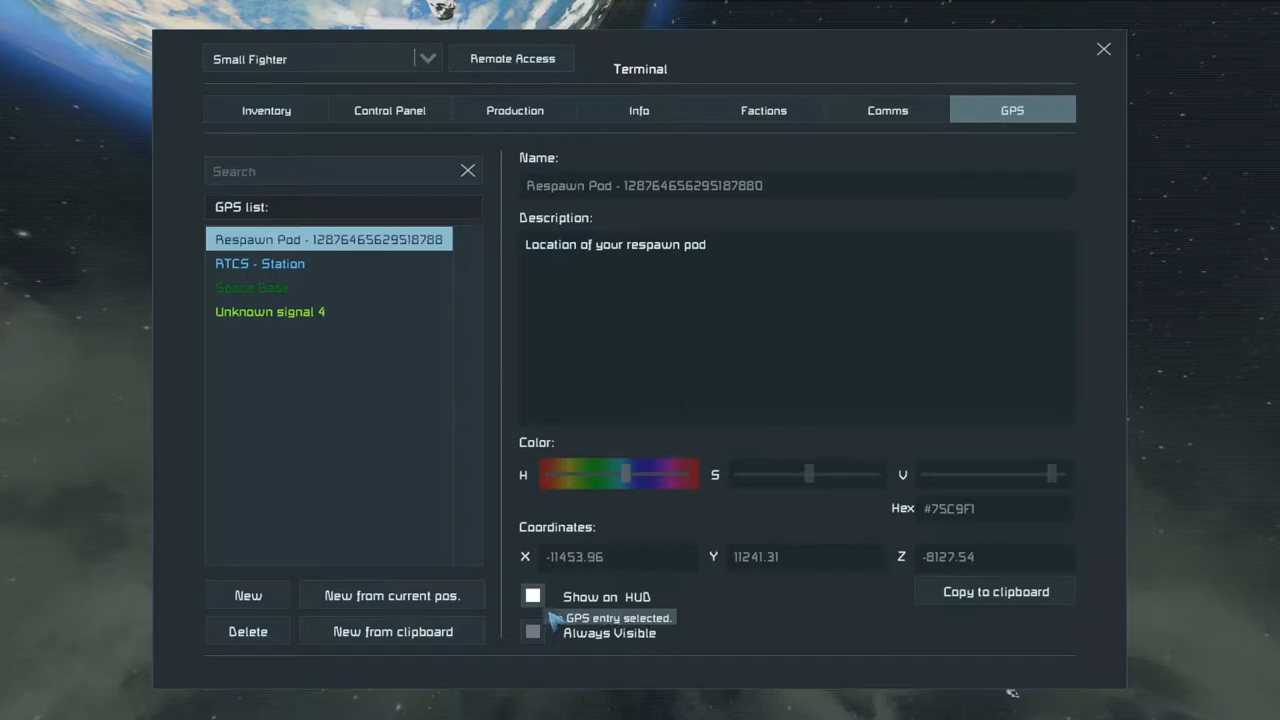 Small Fighter
Remote Access
Terminal
Inventory
Control Panel
Production
Info
Factions
Comms
GPS
Search
GPS list:
Respawn Pod - 12876465629518788
RTCS - Station
Space Base
Unknown signal 4
New
New from current pos.
Delete
New from clipboard
Name:
Respawn Pod - 128764656295187880
Description:
Location of your respawn pod
Color:
H
S
V
Hex #75C9F1
Coordinates:
X -11453.96
Y 11241.31
Z -8127.54
Show on HUD
GPS entry selected.
Always Visible
Copy to clipboard